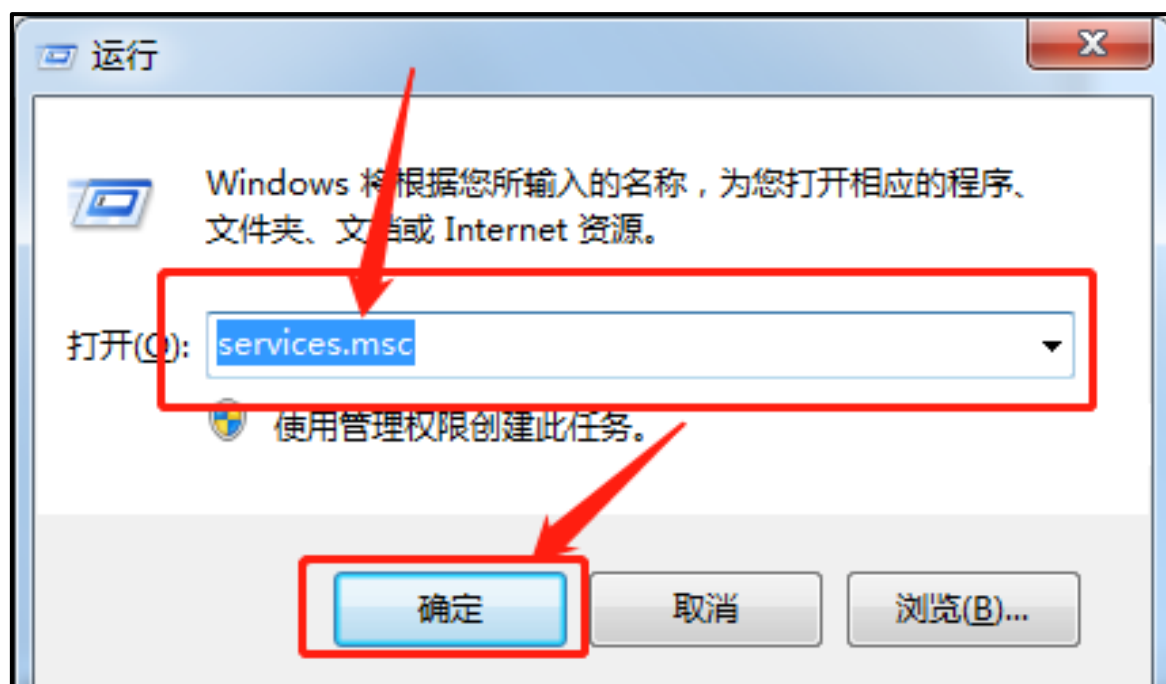 运行
Windows 将根据您所输入的名称，为您打开相应的程序、
文件夹、文档或 Internet 资源。
打开(O): services.msc
使用管理权限创建此任务。
确定 取消 浏览(B)...